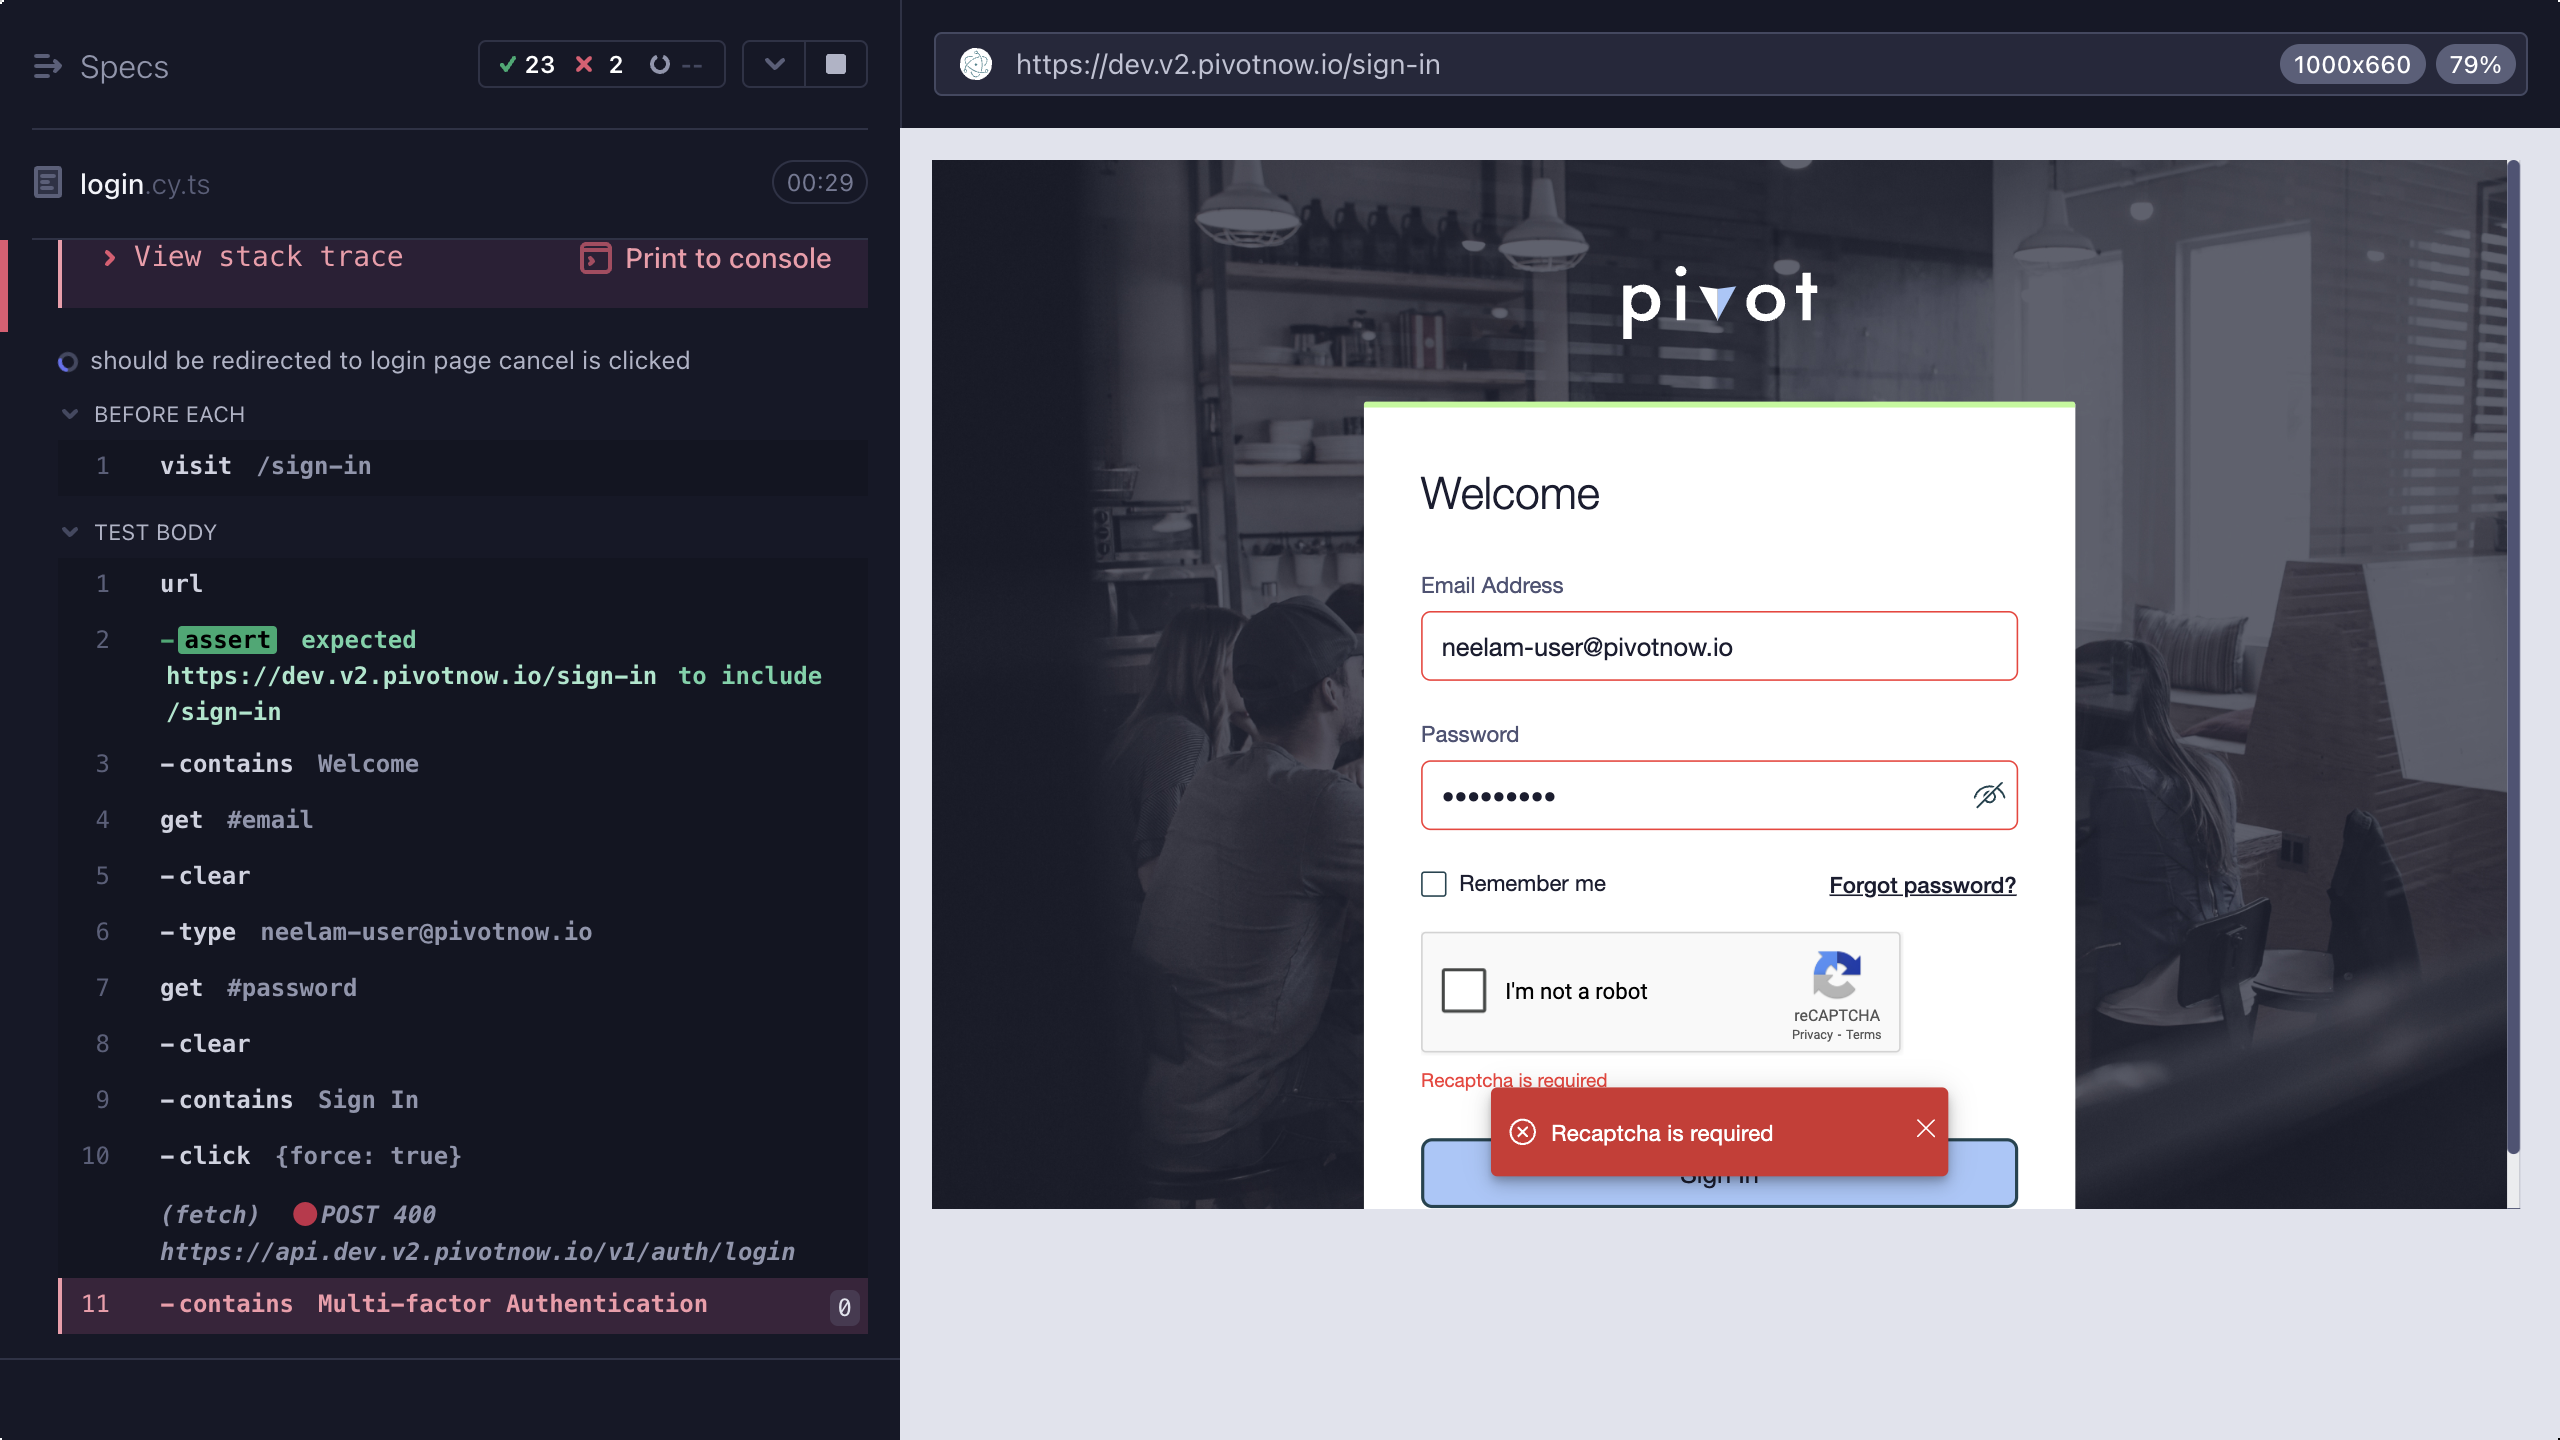 Specs
23 2 --
login.cy.ts
00:29
View stack trace
Print to console
should be redirected to login page cancel is clicked
BEFORE EACH
1 visit /sign-in
TEST BODY
1 url
2 -assert expected
https://dev.v2.pivotnow.io/sign-in to include
/sign-in
3 -contains Welcome
4 get #email
5 -clear
6 -type neelam-user@pivotnow.io
7 get #password
8 -clear
9 -contains Sign In
10 -click {force: true}
(fetch) POST 400
https://api.dev.v2.pivotnow.io/v1/auth/login
11 -contains Multi-factor Authentication 0
https://dev.v2.pivotnow.io/sign-in
1000x660 79%
pivot
Welcome
Email Address
neelam-user@pivotnow.io
Password
Remember me
Forgot password?
I'm not a robot
reCAPTCHA
Privacy - Terms
Recaptcha is required
Recaptcha is required
Sign In